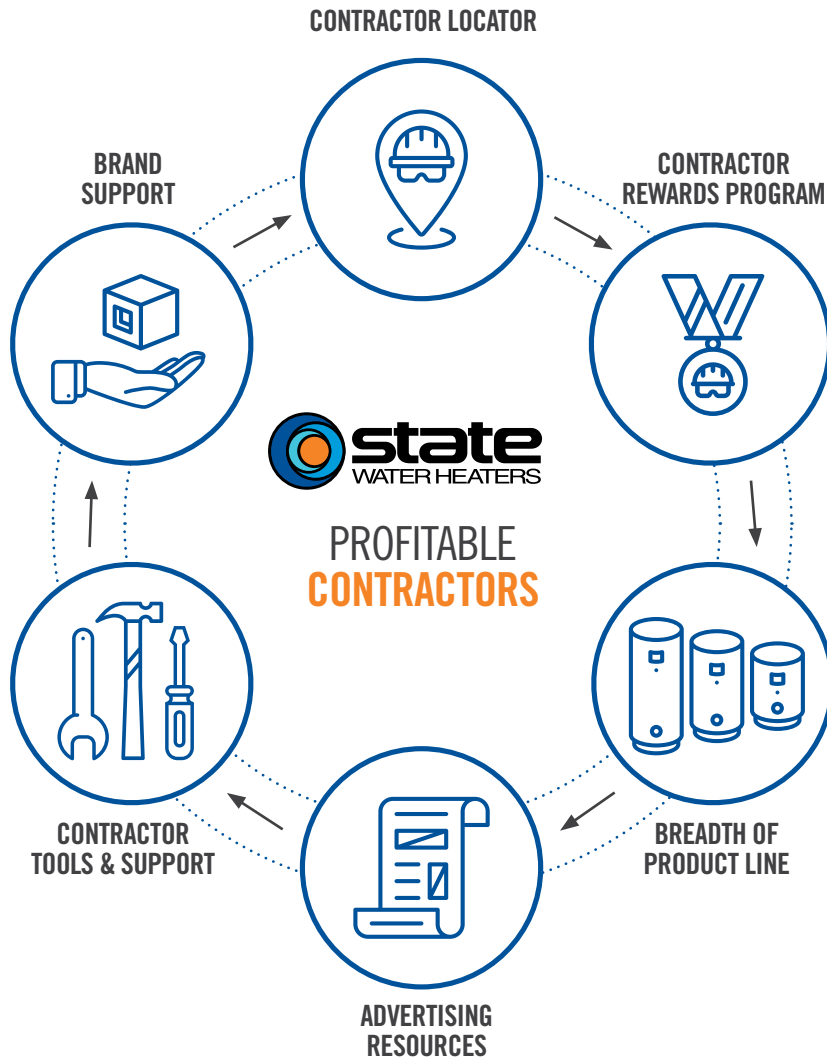 CONTRACTOR LOCATOR
BRAND
SUPPORT
CONTRACTOR
REWARDS PROGRAM
state
WATER HEATERS
PROFITABLE
CONTRACTORS
CONTRACTOR
TOOLS & SUPPORT
BREADTH OF
PRODUCT LINE
ADVERTISING
RESOURCES